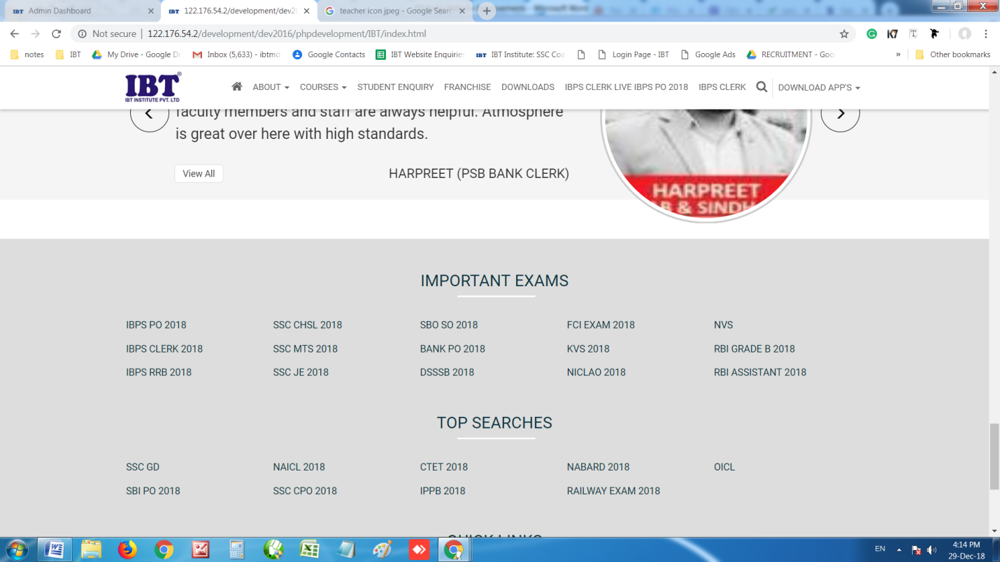 IBT Admin Dashboard
IBT 122.176.54.2/development/dev20
teacher icon jpeg - Google Sear
Not secure | 122.176.54.2/development/dev2016/phpdevelopment/IBT/index.html
K7 T
notes IBT My Drive - Google Dr Inbox (5,633) - ibtmd Google Contacts IBT Website Enquiries IBT IBT Institute: SSC Coa Login Page - IBT Google Ads RECRUITMENT - Goo » Other bookmarks
IBT®
IBT INSTITUTE PVT. LTD
ABOUT COURSES STUDENT ENQUIRY FRANCHISE DOWNLOADS IBPS CLERK LIVE IBPS PO 2018 IBPS CLERK DOWNLOAD APP'S
faculty members and staff are always helpful. Atmosphere
is great over here with high standards.
View All HARPREET (PSB BANK CLERK)
HARPREET
B & SINDH
IMPORTANT EXAMS
IBPS PO 2018 SSC CHSL 2018 SBO SO 2018 FCI EXAM 2018 NVS
IBPS CLERK 2018 SSC MTS 2018 BANK PO 2018 KVS 2018 RBI GRADE B 2018
IBPS RRB 2018 SSC JE 2018 DSSSB 2018 NICLAO 2018 RBI ASSISTANT 2018
TOP SEARCHES
SSC GD NAICL 2018 CTET 2018 NABARD 2018 OICL
SBI PO 2018 SSC CPO 2018 IPPB 2018 RAILWAY EXAM 2018
QUICK LINKS
EN 4:14 PM
29-Dec-18